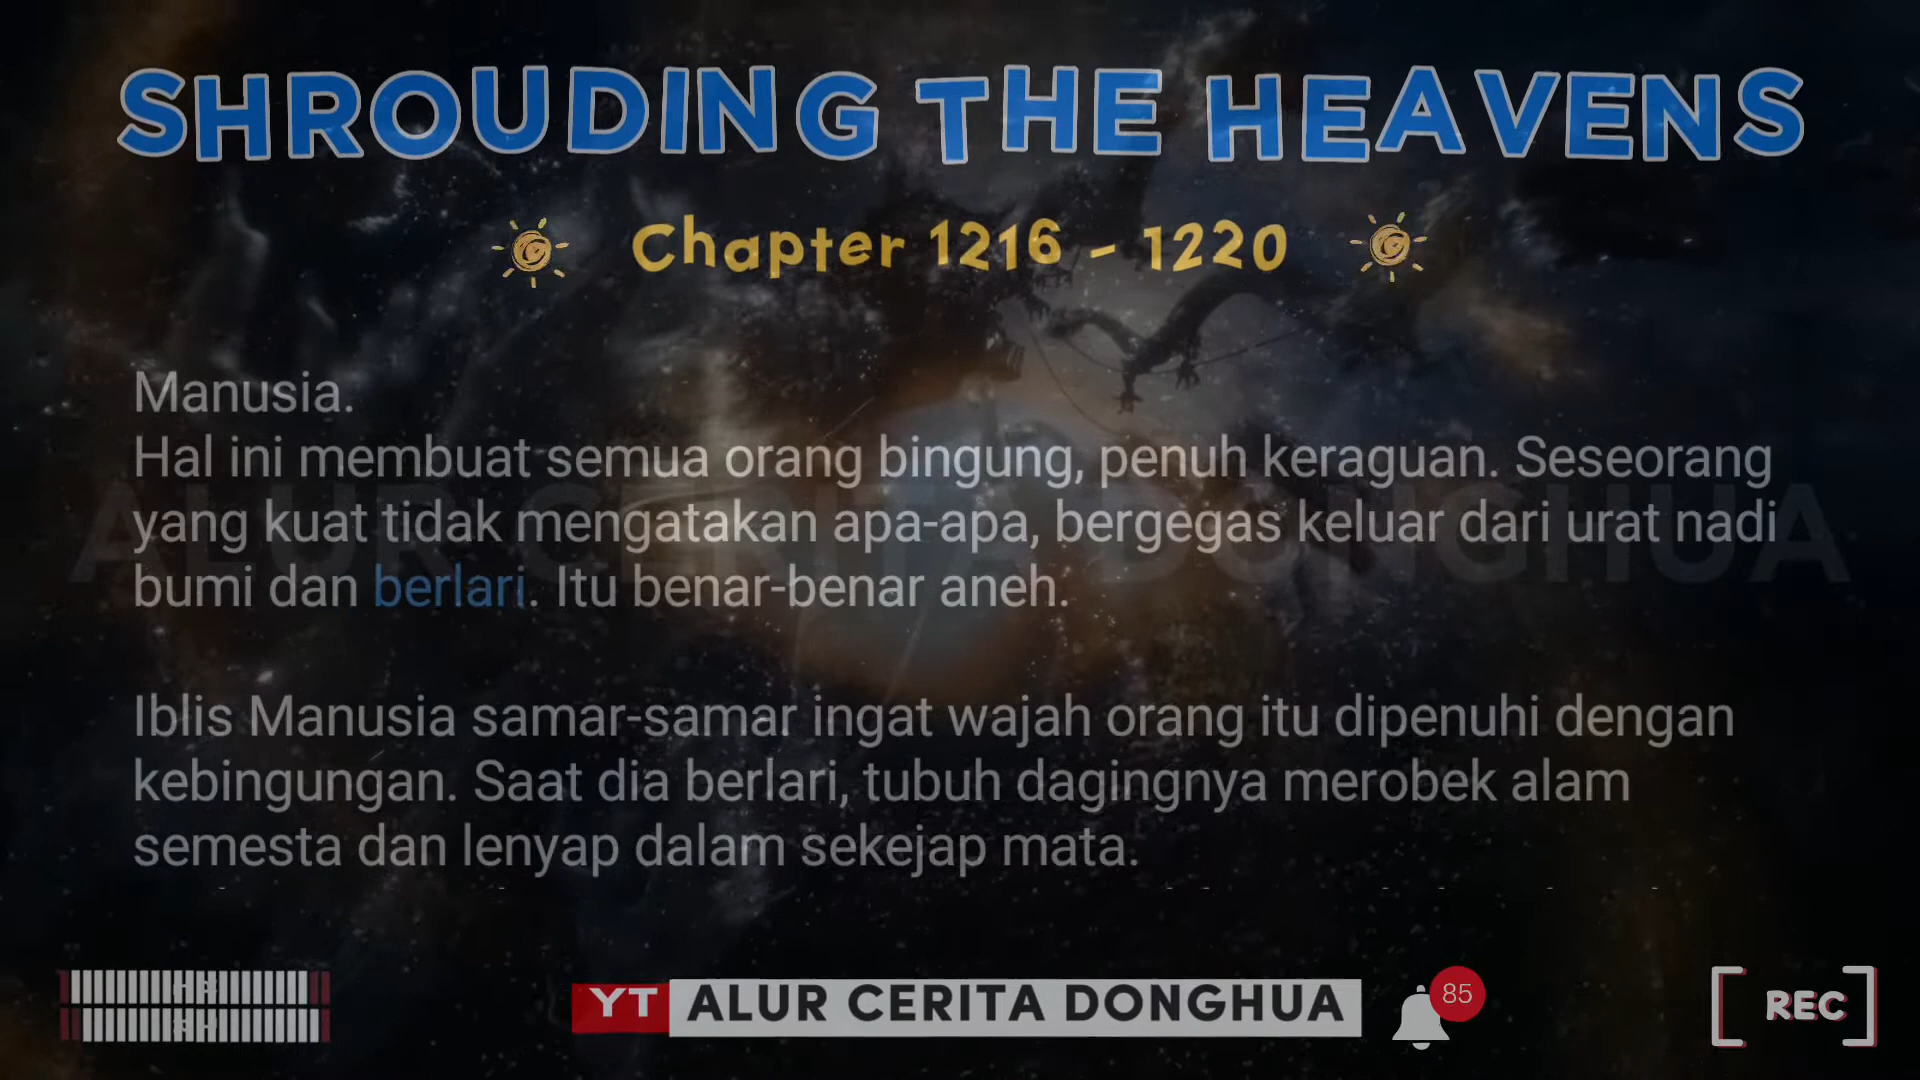 SHROUDING THE HEAVENS
Chapter 1216 - 1220
Manusia.
Hal ini membuat semua orang bingung, penuh keraguan. Seseorang
yang kuat tidak mengatakan apa-apa, bergegas keluar dari urat nadi
bumi dan berlari. Itu benar-benar aneh.
ALUR CERITA DONGHUA
Iblis Manusia samar-samar ingat wajah orang itu dipenuhi dengan
kebingungan. Saat dia berlari, tubuh dagingnya merobek alam
semesta dan lenyap dalam sekejap mata.
YT ALUR CERITA DONGHUA
85
REC